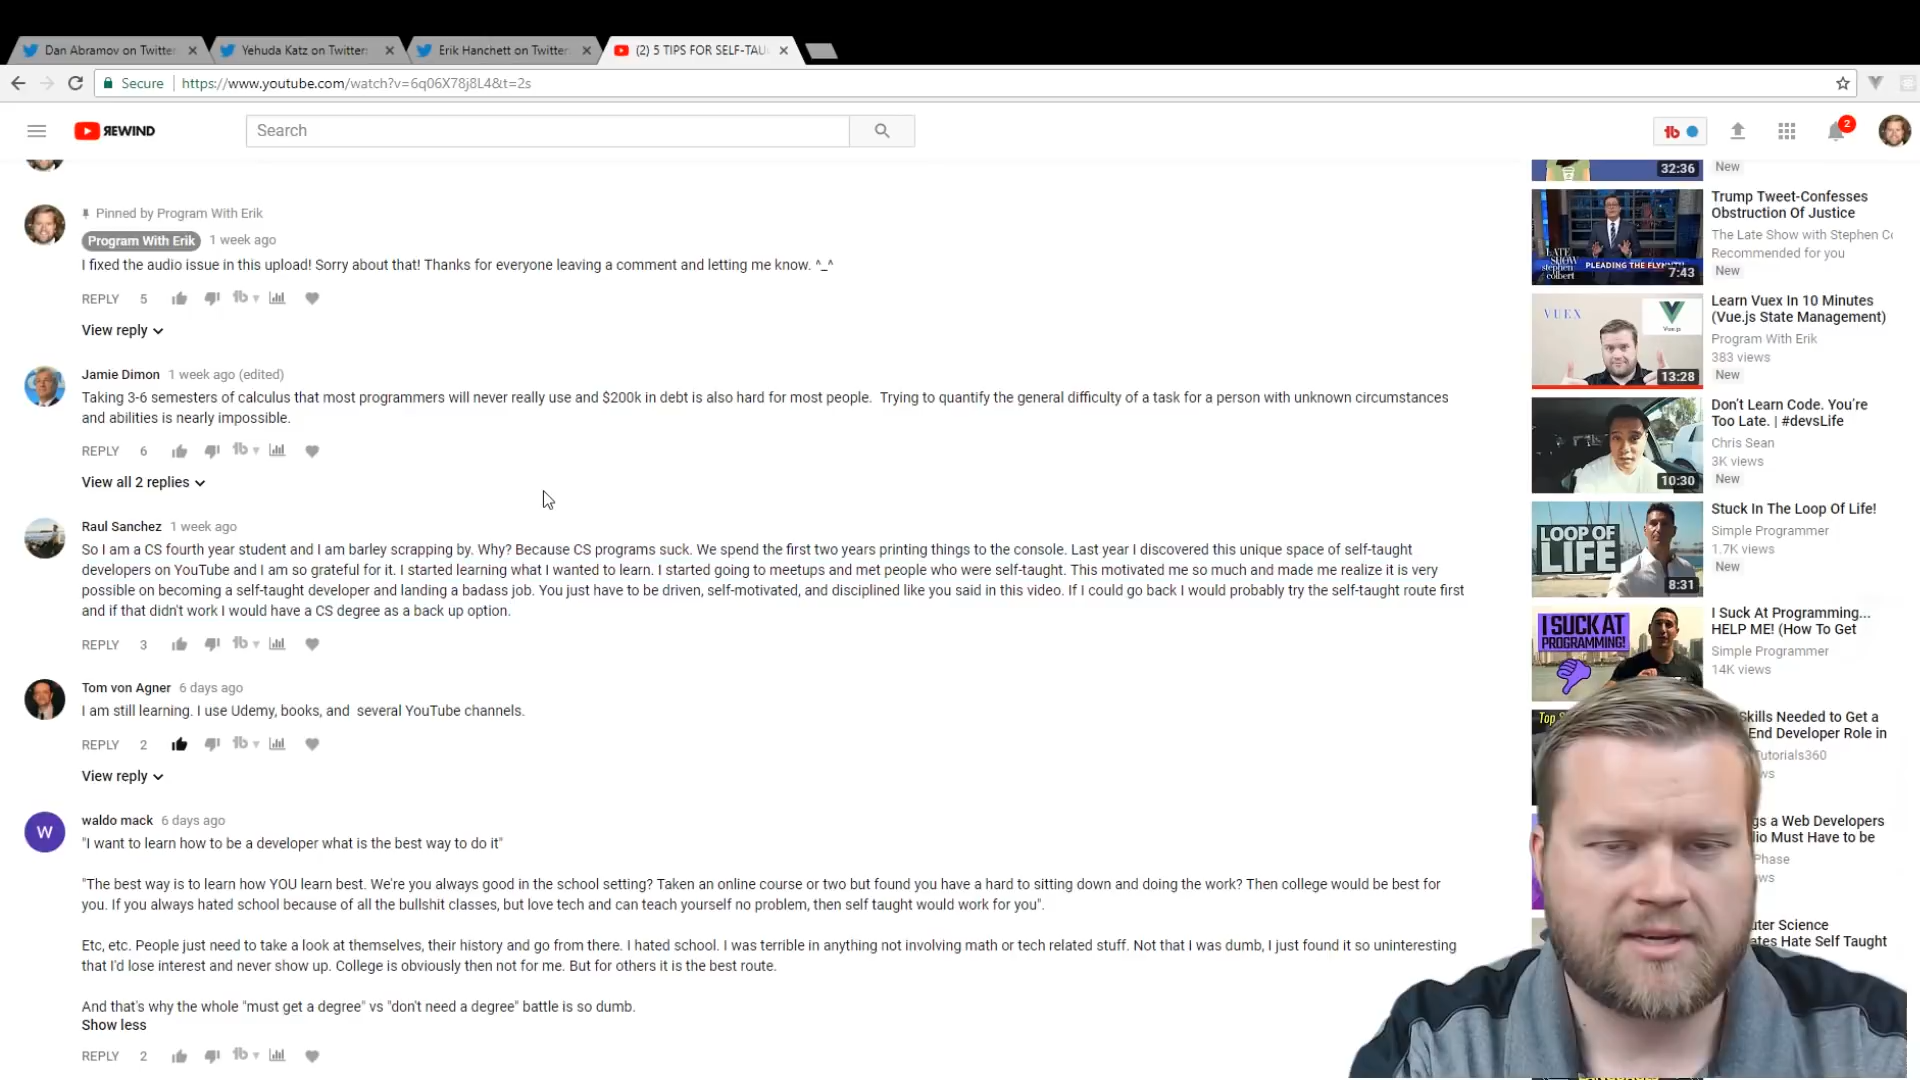 Dan Abramov on Twitter
Yehuda Katz on Twitter:
Erik Hanchett on Twitter
(2) 5 TIPS FOR SELF-TAU
Secure
https://www.youtube.com/watch?v=6q06X78j8L4&t=2s
REWIND
Search
2
Pinned by Program With Erik
Program With Erik 1 week ago
I fixed the audio issue in this upload! Sorry about that! Thanks for everyone leaving a comment and letting me know. ^_^
REPLY 5
View reply
Jamie Dimon 1 week ago (edited)
Taking 3-6 semesters of calculus that most programmers will never really use and $200k in debt is also hard for most people. Trying to quantify the general difficulty of a task for a person with unknown circumstances
and abilities is nearly impossible.
REPLY 6
View all 2 replies
Raul Sanchez 1 week ago
So I am a CS fourth year student and I am barley scrapping by. Why? Because CS programs suck. We spend the first two years printing things to the console. Last year I discovered this unique space of self-taught
developers on YouTube and I am so grateful for it. I started learning what I wanted to learn. I started going to meetups and met people who were self-taught. This motivated me so much and made me realize it is very
possible on becoming a self-taught developer and landing a badass job. You just have to be driven, self-motivated, and disciplined like you said in this video. If I could go back I would probably try the self-taught route first
and if that didn't work I would have a CS degree as a back up option.
REPLY 3
Tom von Agner 6 days ago
I am still learning. I use Udemy, books, and several YouTube channels.
REPLY 2
View reply
W
waldo mack 6 days ago
"I want to learn how to be a developer what is the best way to do it"
"The best way is to learn how YOU learn best. We're you always good in the school setting? Taken an online course or two but found you have a hard to sitting down and doing the work? Then college would be best for
you. If you always hated school because of all the bullshit classes, but love tech and can teach yourself no problem, then self taught would work for you".
Etc, etc. People just need to take a look at themselves, their history and go from there. I hated school. I was terrible in anything not involving math or tech related stuff. Not that I was dumb, I just found it so uninteresting
that I'd lose interest and never show up. College is obviously then not for me. But for others it is the best route.
And that's why the whole "must get a degree" vs "don't need a degree" battle is so dumb.
Show less
REPLY 2
32:36
New
LATE SHOW stephen colbert
PLEADING THE FLYNNTH
7:43
Trump Tweet-Confesses
Obstruction Of Justice
The Late Show with Stephen Co
Recommended for you
New
VUEX
Vue.js
13:28
Learn Vuex In 10 Minutes
(Vue.js State Management)
Program With Erik
383 views
New
10:30
Don't Learn Code. You're
Too Late. | #devsLife
Chris Sean
3K views
New
LOOP OF
LIFE
8:31
Stuck In The Loop Of Life!
Simple Programmer
1.7K views
New
I SUCK AT
PROGRAMMING!
I Suck At Programming...
HELP ME! (How To Get
Simple Programmer
14K views
Top
Skills Needed to Get a
End Developer Role in
Tutorials360
gs a Web Developers
io Must Have to be
Phase
uter Science
ates Hate Self Taught